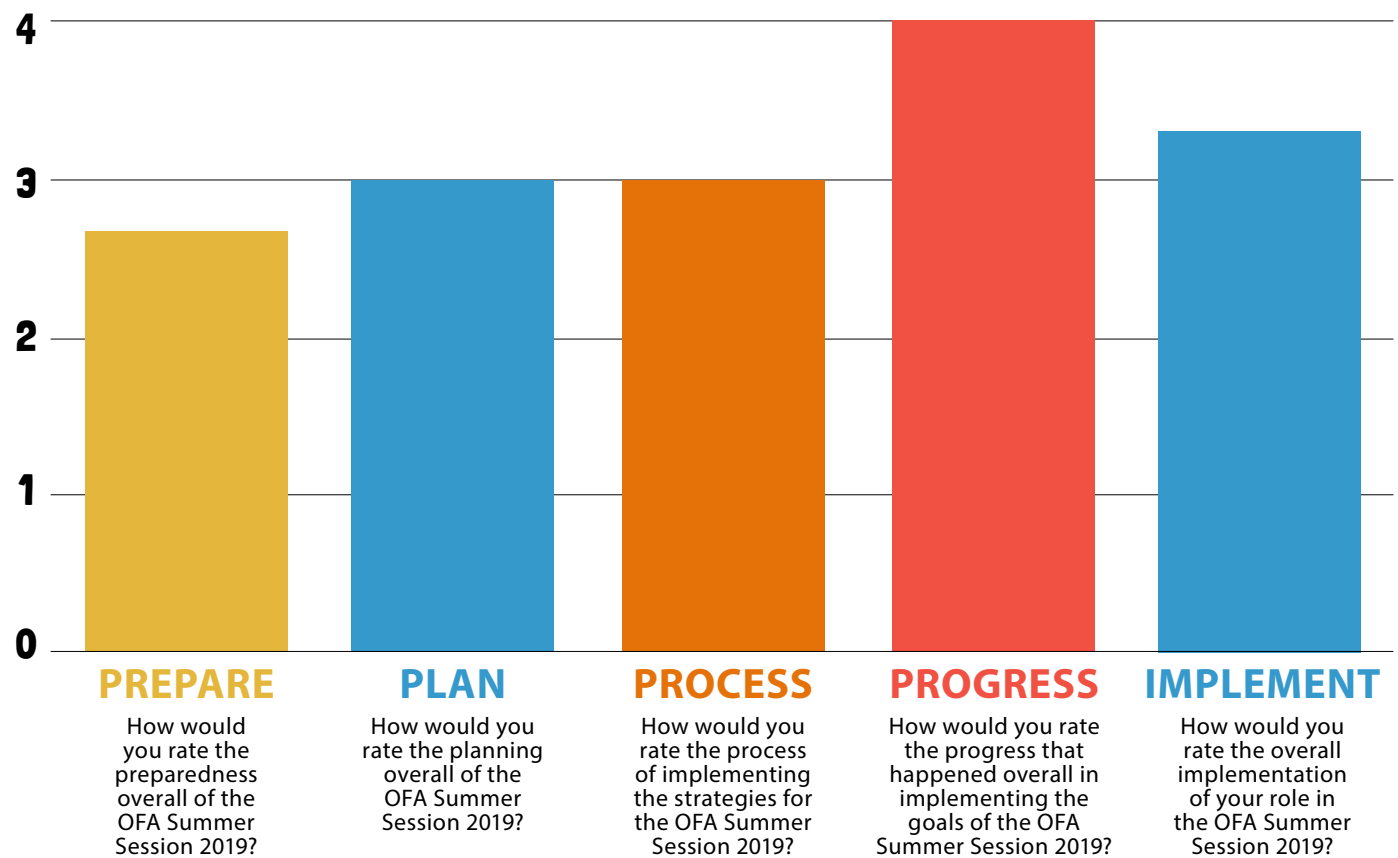 4
3
2
1
0
PREPARE
How would
you rate the
preparedness
overall of the
OFA Summer
Session 2019?
PLAN
How would you
rate the planning
overall of the
OFA Summer
Session 2019?
PROCESS
How would you
rate the process
of implementing
the strategies for
the OFA Summer
Session 2019?
PROGRESS
How would you rate
the progress that
happened overall in
implementing the
goals of the OFA
Summer Session 2019?
IMPLEMENT
How would you
rate the overall
implementation
of your role in
the OFA Summer
Session 2019?